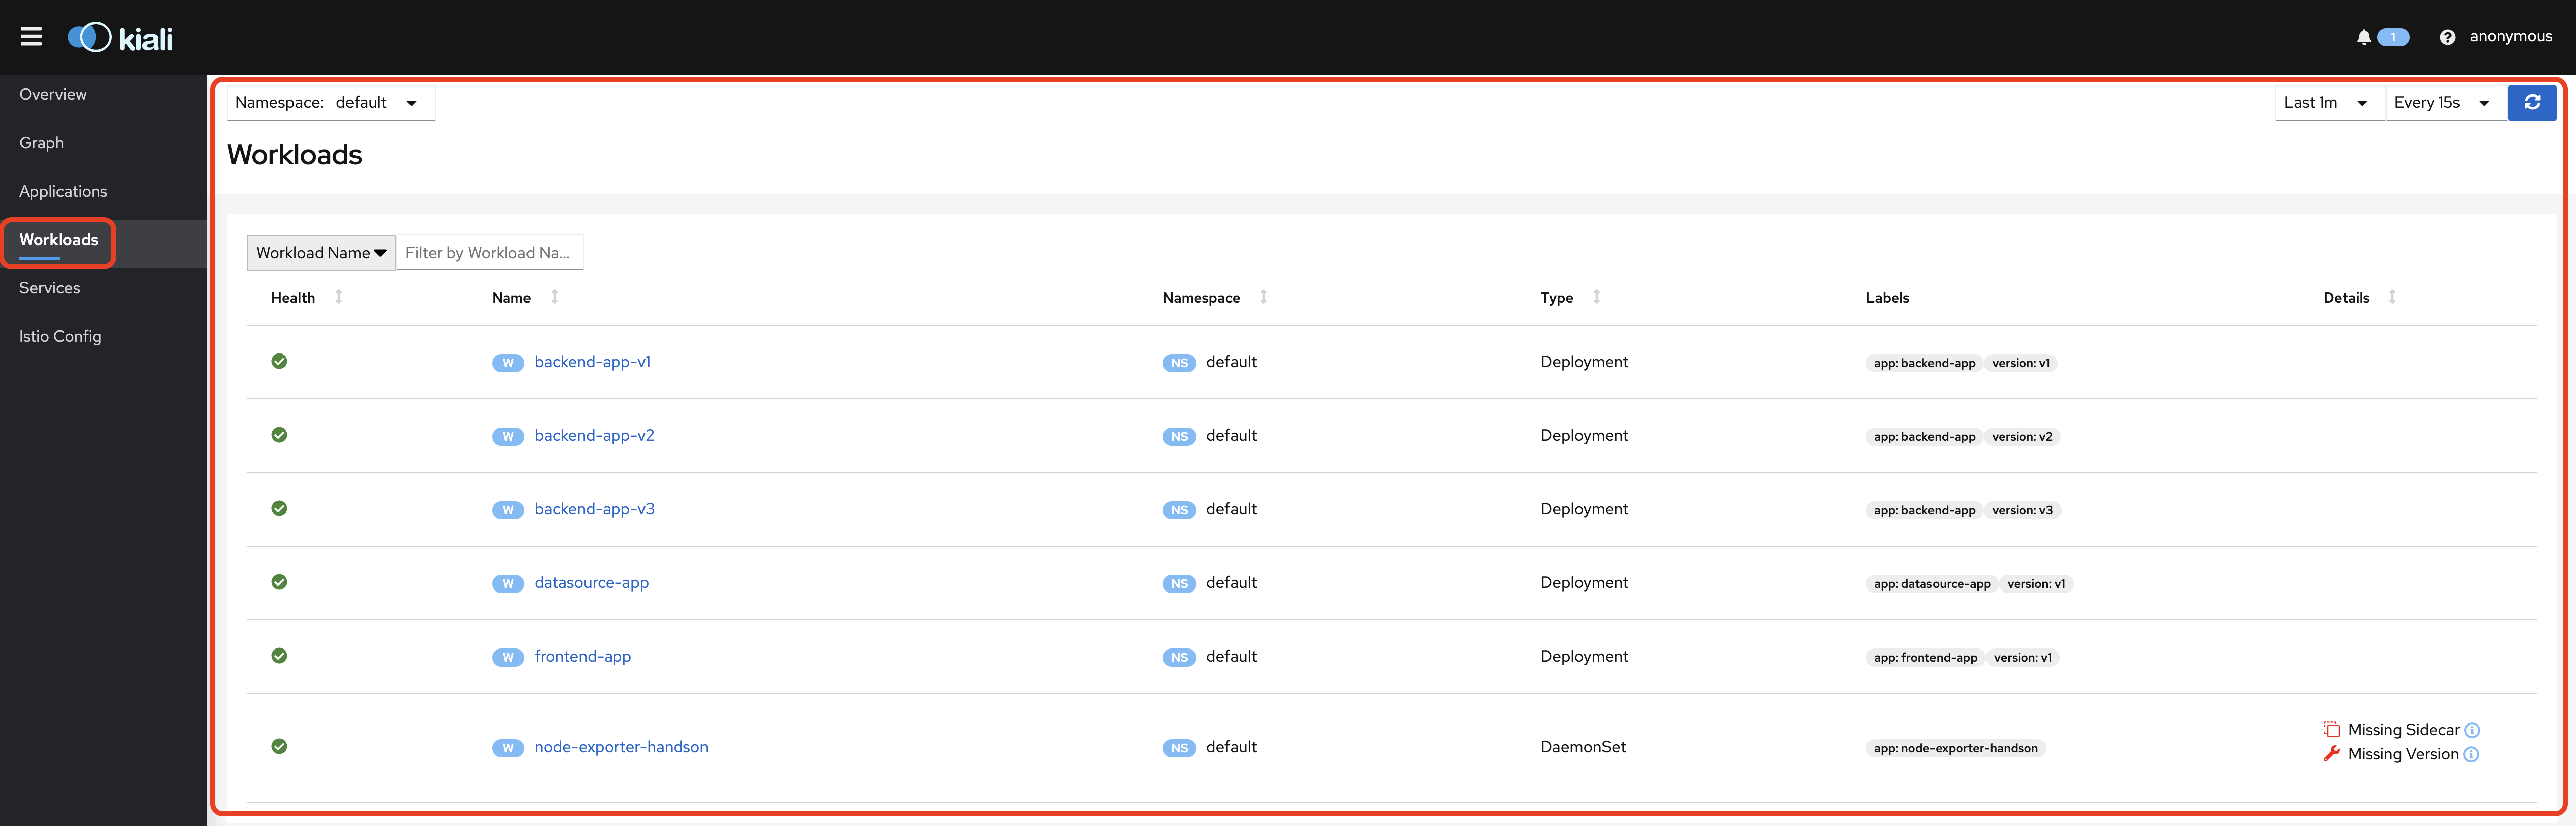 kiali
1
anonymous
Overview
Graph
Applications
Workloads
Services
Istio Config
Namespace: default
Last 1m
Every 15s
Workloads
Workload Name
Filter by Workload Na...
Health Name Namespace Type Labels Details
W backend-app-v1 NS default Deployment app: backend-app version: v1
W backend-app-v2 NS default Deployment app: backend-app version: v2
W backend-app-v3 NS default Deployment app: backend-app version: v3
W datasource-app NS default Deployment app: datasource-app version: v1
W frontend-app NS default Deployment app: frontend-app version: v1
W node-exporter-handson NS default DaemonSet app: node-exporter-handson
Missing Sidecar
Missing Version